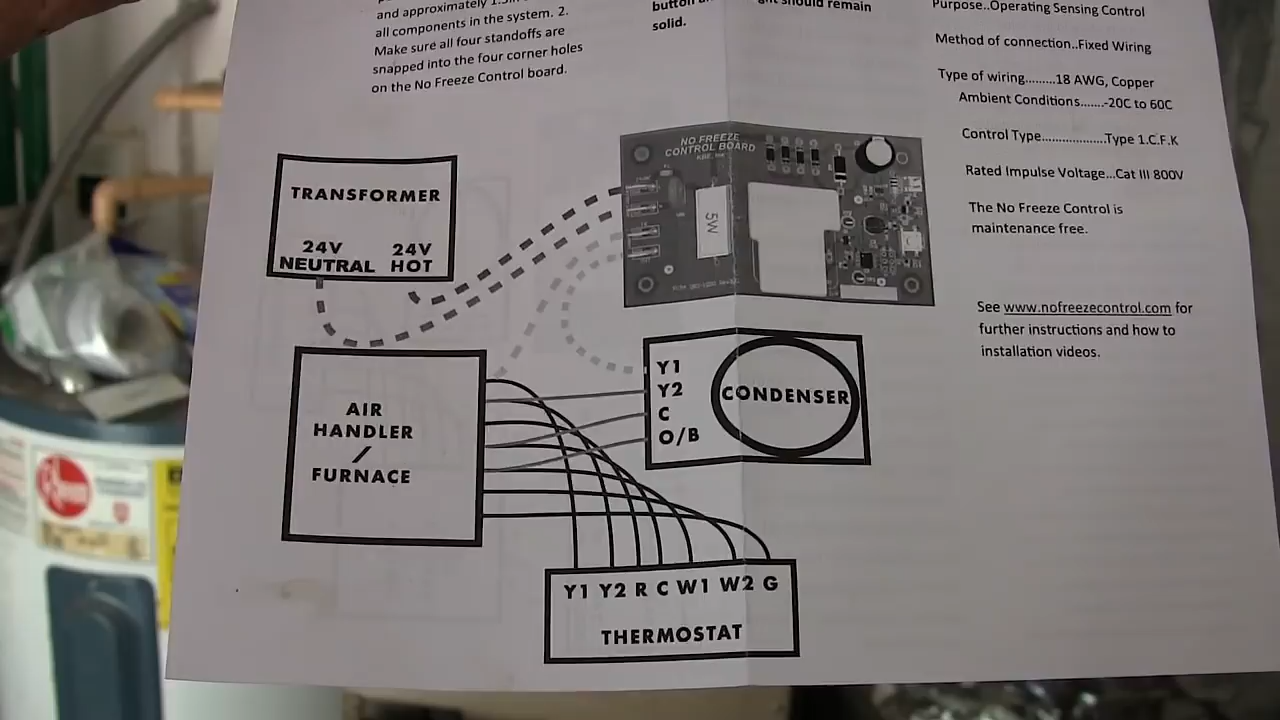 and approximately
all components in the system. 2.
Make sure all four standoffs are
snapped into the four corner holes
on the No Freeze Control board.
button
should remain
solid.
Purpose..Operating Sensing Control
Method of connection..Fixed Wiring
Type of wiring.........18 AWG, Copper
Ambient Conditions.......-20C to 60C
Control Type...................Type 1.C.F.K
Rated Impulse Voltage...Cat III 800V
The No Freeze Control is
maintenance free.
See www.nofreezecontrol.com for
further instructions and how to
installation videos.
NO FREEZE
CONTROL BOARD
5W
TRANSFORMER
24V NEUTRAL
24V HOT
AIR
HANDLER
/
FURNACE
Y1
Y2
C
O/B
CONDENSER
Y1 Y2 R C W1 W2 G
THERMOSTAT